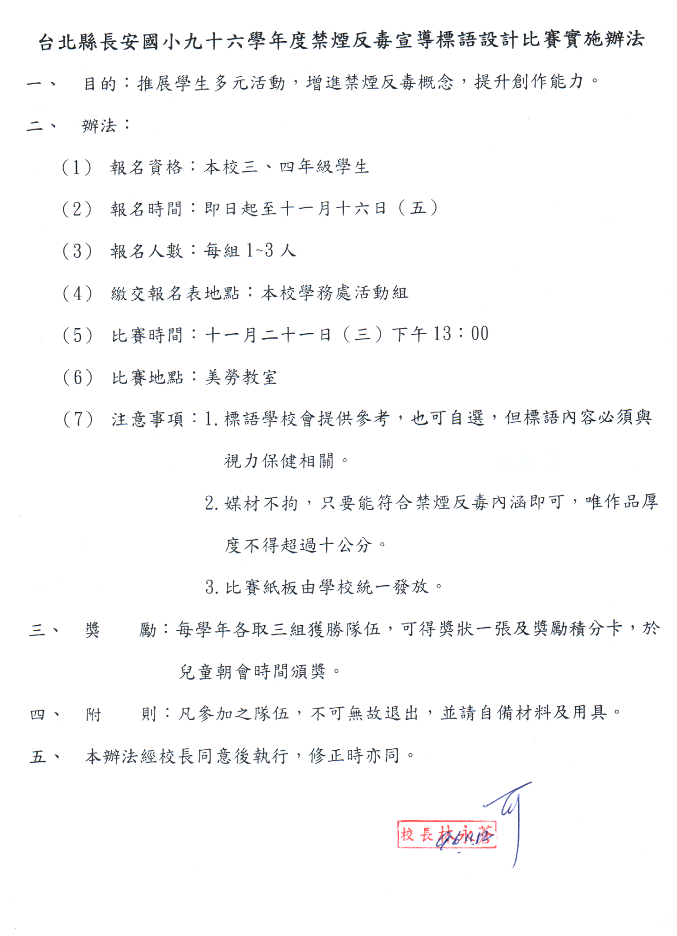 台北縣長安國小九十六學年度禁煙反毒宣導標語設計比賽實施辦法
一、 目的：推展學生多元活動，增進禁煙反毒概念，提升創作能力。
二、 辦法：
(1) 報名資格：本校三、四年級學生
(2) 報名時間：即日起至十一月十六日（五）
(3) 報名人數：每組1~3人
(4) 繳交報名表地點：本校學務處活動組
(5) 比賽時間：十一月二十一日（三）下午13：00
(6) 比賽地點：美勞教室
(7) 注意事項：1.標語學校會提供參考，也可自選，但標語內容必須與
視力保健相關。
2.媒材不拘，只要能符合禁煙反毒內涵即可，唯作品厚
度不得超過十公分。
3.比賽紙板由學校統一發放。
三、 獎 勵：每學年各取三組獲勝隊伍，可得獎狀一張及獎勵積分卡，於
兒童朝會時間頒獎。
四、 附 則：凡參加之隊伍，不可無故退出，並請自備材料及用具。
五、 本辦法經校長同意後執行，修正時亦同。
校長林永